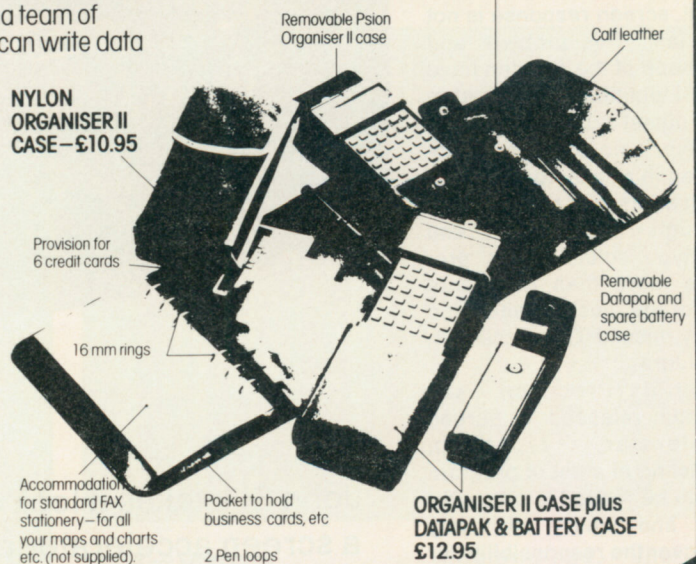 a team of
can write data
Removable Psion
Organiser II case
Calf leather
NYLON
ORGANISER II
CASE–£10.95
Provision for
6 credit cards
16 mm rings
Removable
Datapak and
spare battery
case
Accommodation
for standard FAX
stationery–for all
your maps and charts
etc. (not supplied).
Pocket to hold
business cards, etc
2 Pen loops
ORGANISER II CASE plus
DATAPAK & BATTERY CASE
£12.95